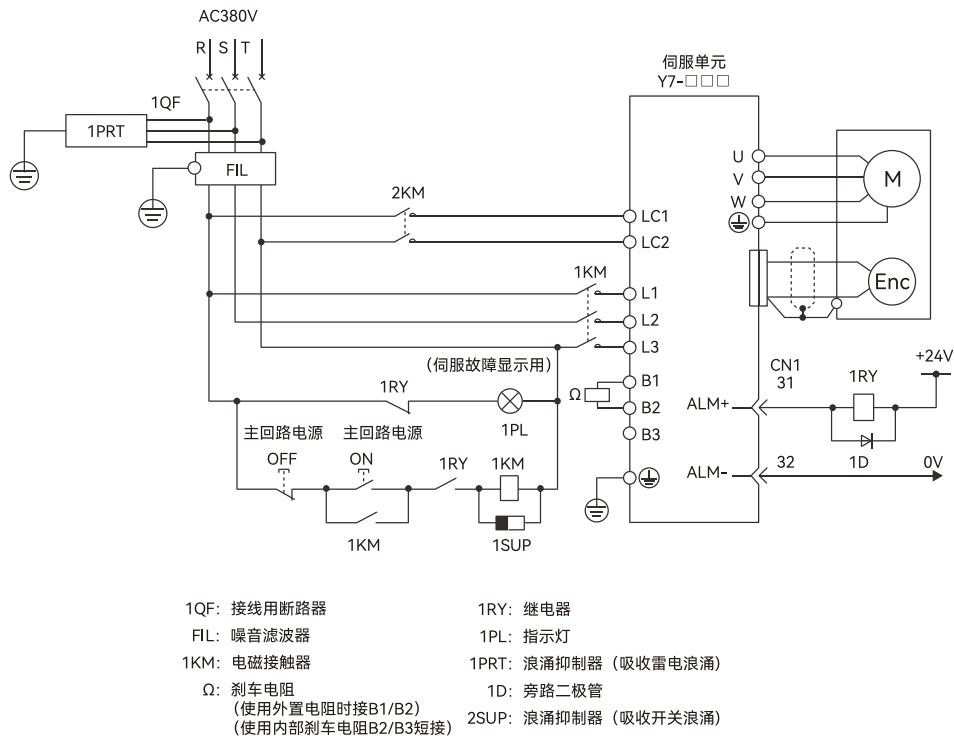 AC380V
R S T
伺服单元
Y7-□□□
1QF
1PRT
FIL
U
V
W
M
2KM
LC1
LC2
Enc
1KM
L1
L2
L3
(伺服故障显示用)
CN1
+24V
B1
31
1RY
1RY
Ω
B2
ALM+
1PL
B3
主回路电源 主回路电源
OFF
ON
1RY
1KM
ALM-
32
1D
0V
1KM
1SUP
1QF：接线用断路器
FIL：噪音滤波器
1KM：电磁接触器
Ω：刹车电阻
(使用外置电阻时接B1/B2)
(使用内部刹车电阻B2/B3短接)
1RY：继电器
1PL：指示灯
1PRT：浪涌抑制器（吸收雷电浪涌）
1D：旁路二极管
2SUP：浪涌抑制器（吸收开关浪涌）